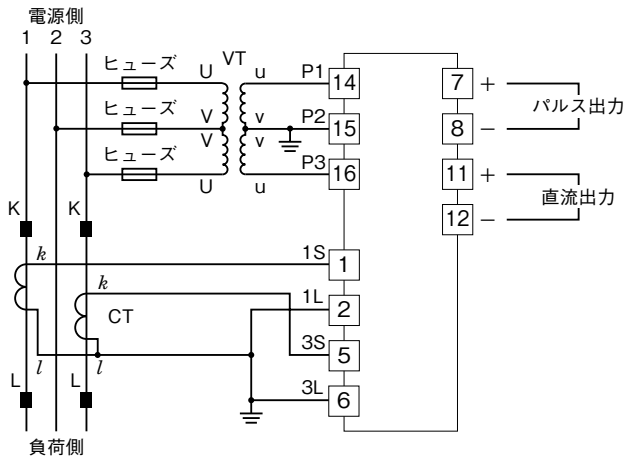 電源側
1 2 3
ヒューズ U VT u P1 14 7 +
パルス出力
ヒューズ V v P2 15 8 −
V v
ヒューズ U u P3 16 11 +
直流出力
12 −
K K
k 1S 1
k 1L 2
CT
3S 5
l l
L L 3L 6
負荷側